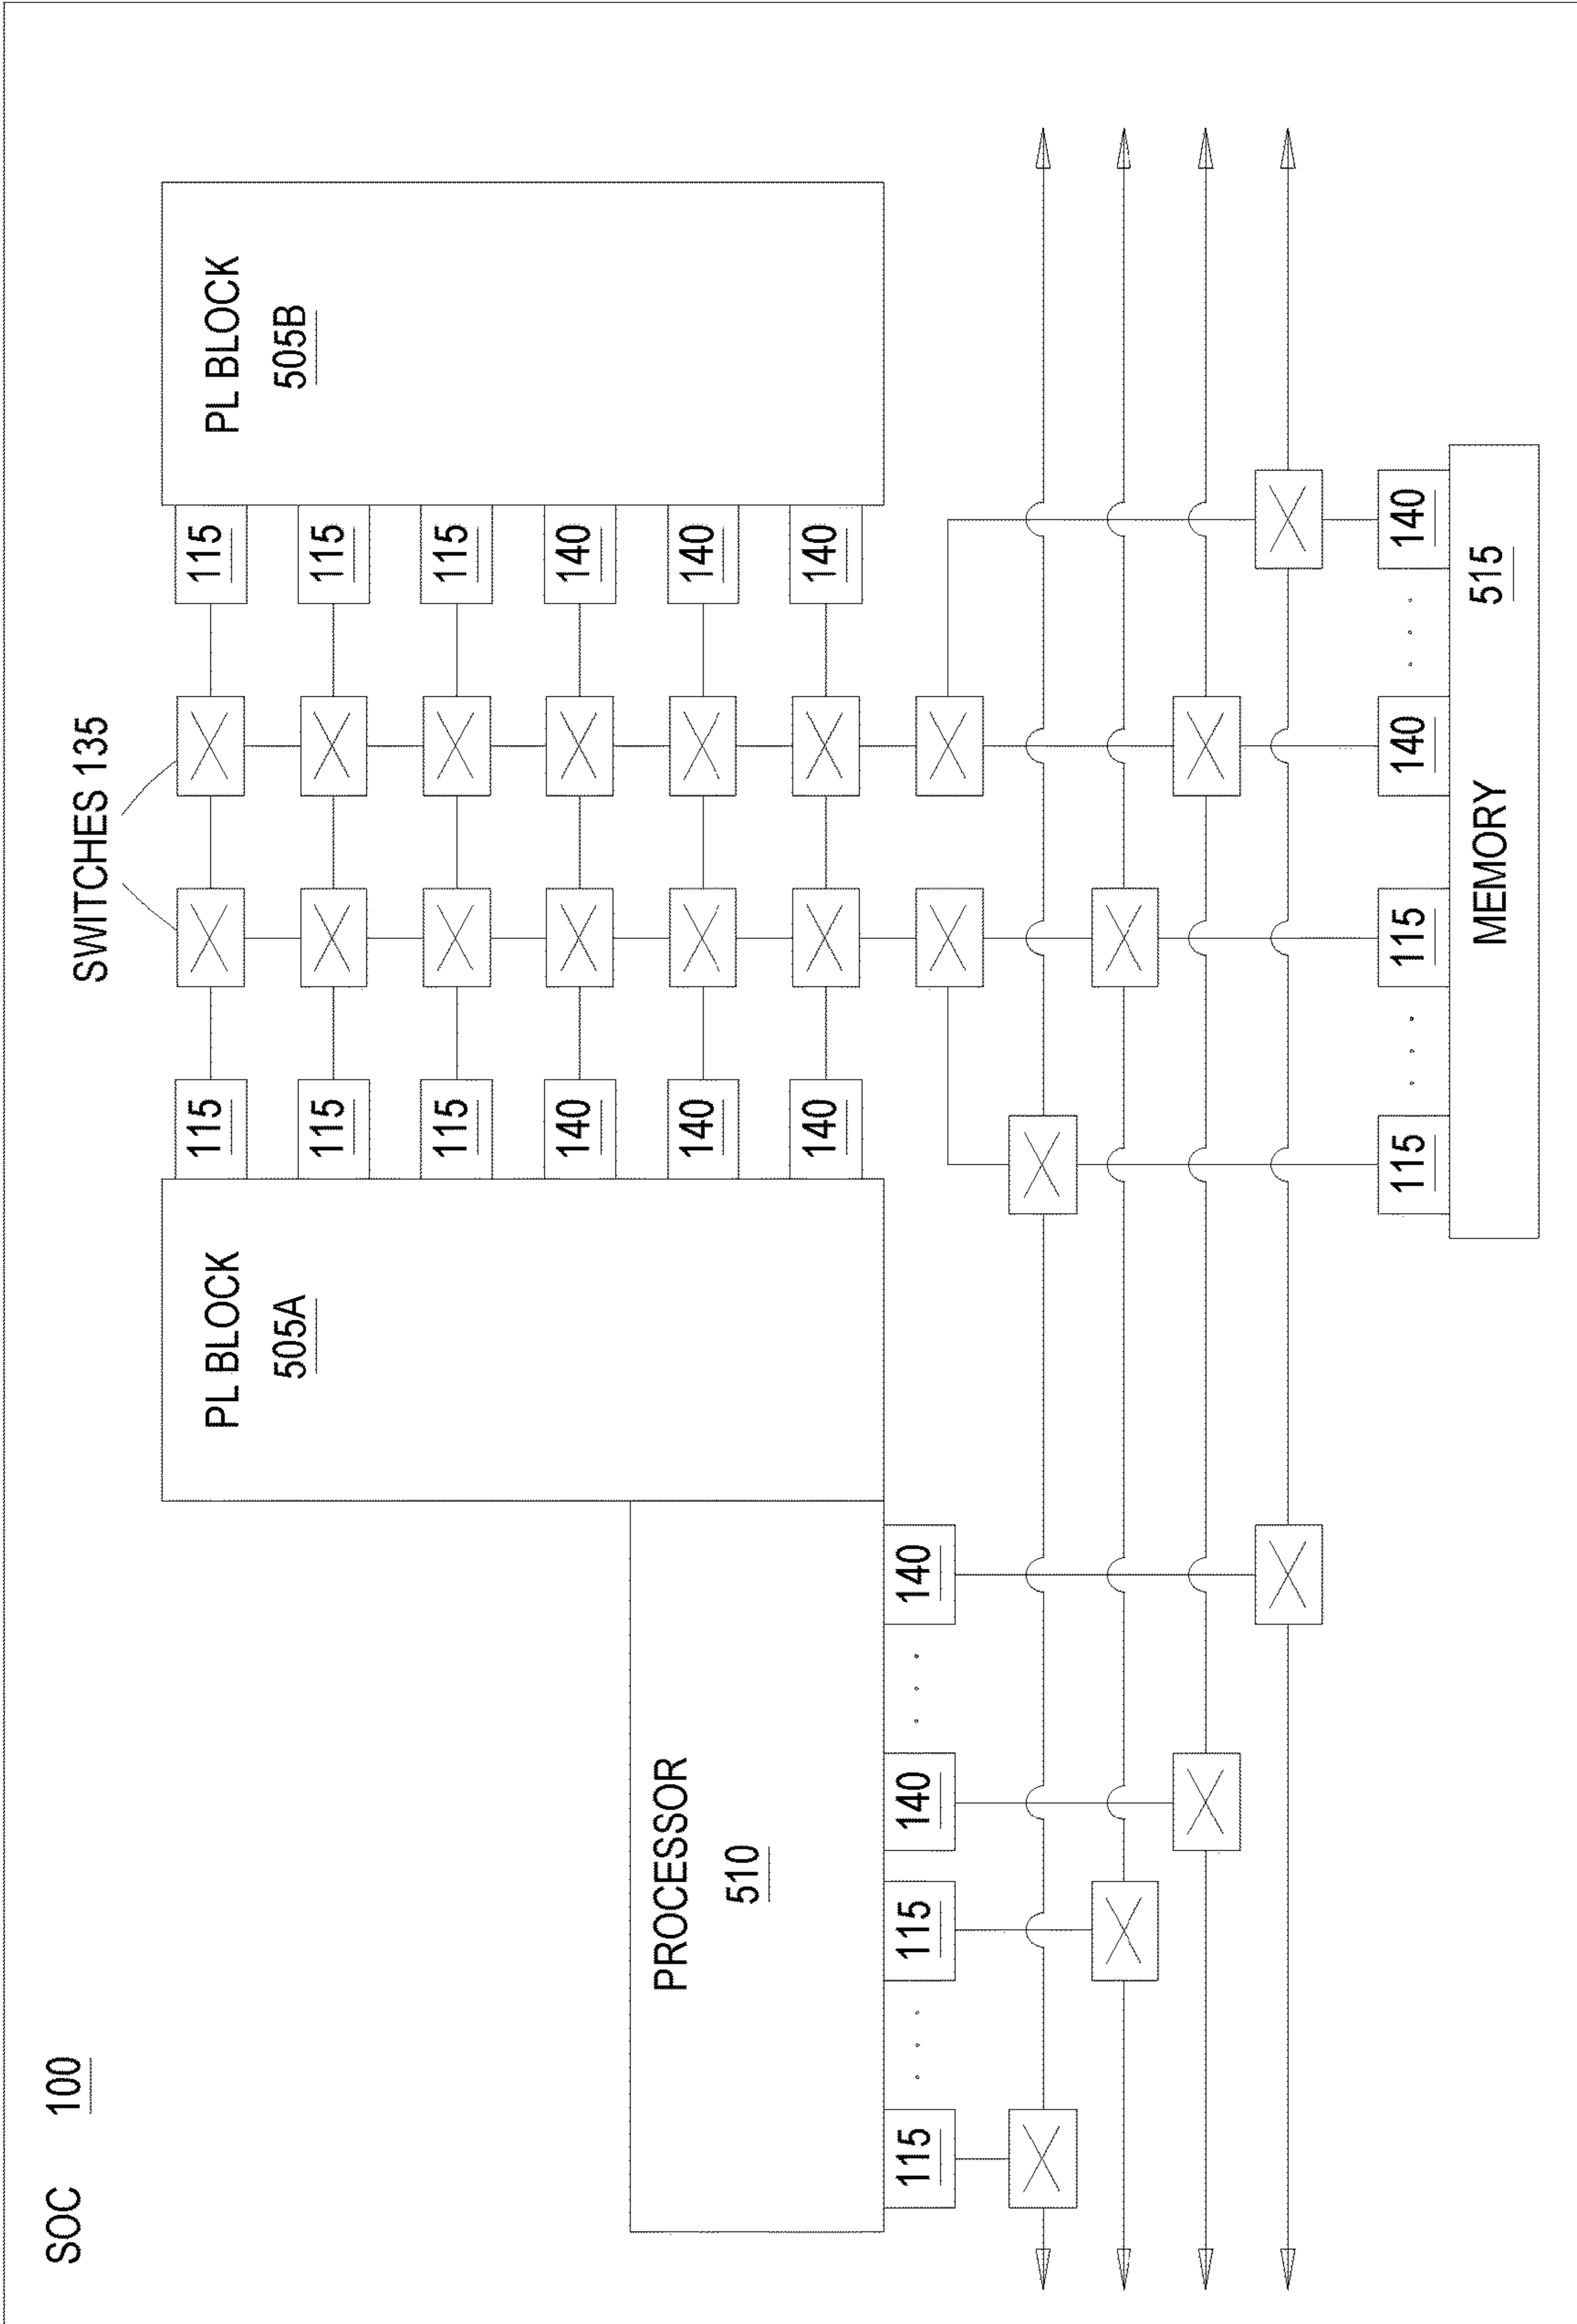 SOC 100
SWITCHES 135
PL BLOCK
505A
115
115
115
140
140
140
115
115
115
140
140
140
PL BLOCK
505B
PROCESSOR
510
115 . . . 115 140 . . . 140
115 . . . 115 140 . . . 140
MEMORY 515